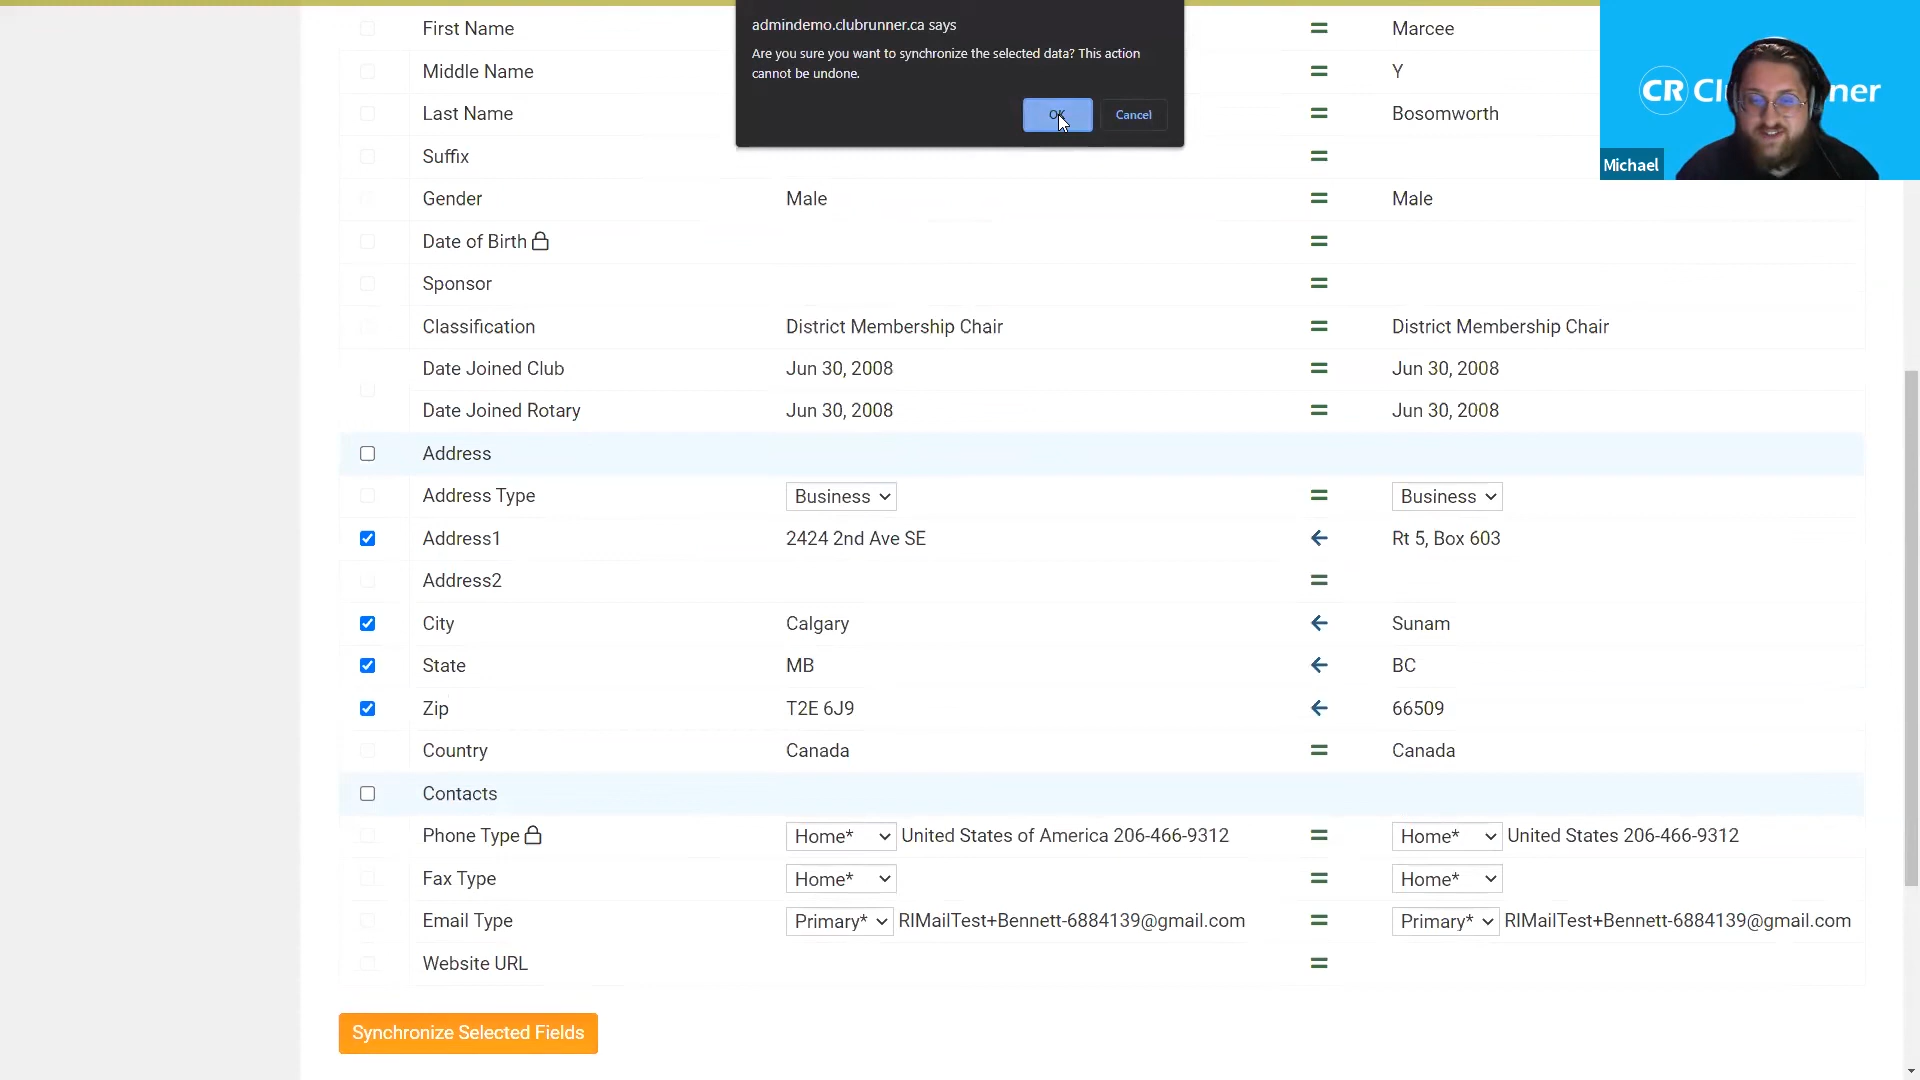 admindemo.clubrunner.ca says
Are you sure you want to synchronize the selected data? This action
cannot be undone.
OK Cancel
CR Cl ner
Michael
First Name = Marcee
Middle Name = Y
Last Name = Bosomworth
Suffix =
Gender Male = Male
Date of Birth =
Sponsor =
Classification District Membership Chair = District Membership Chair
Date Joined Club Jun 30, 2008 = Jun 30, 2008
Date Joined Rotary Jun 30, 2008 = Jun 30, 2008
Address
Address Type Business = Business
Address1 2424 2nd Ave SE ← Rt 5, Box 603
Address2 =
City Calgary ← Sunam
State MB ← BC
Zip T2E 6J9 ← 66509
Country Canada = Canada
Contacts
Phone Type Home* United States of America 206-466-9312 = Home* United States 206-466-9312
Fax Type Home* = Home*
Email Type Primary* RIMailTest+Bennett-6884139@gmail.com = Primary* RIMailTest+Bennett-6884139@gmail.com
Website URL =
Synchronize Selected Fields